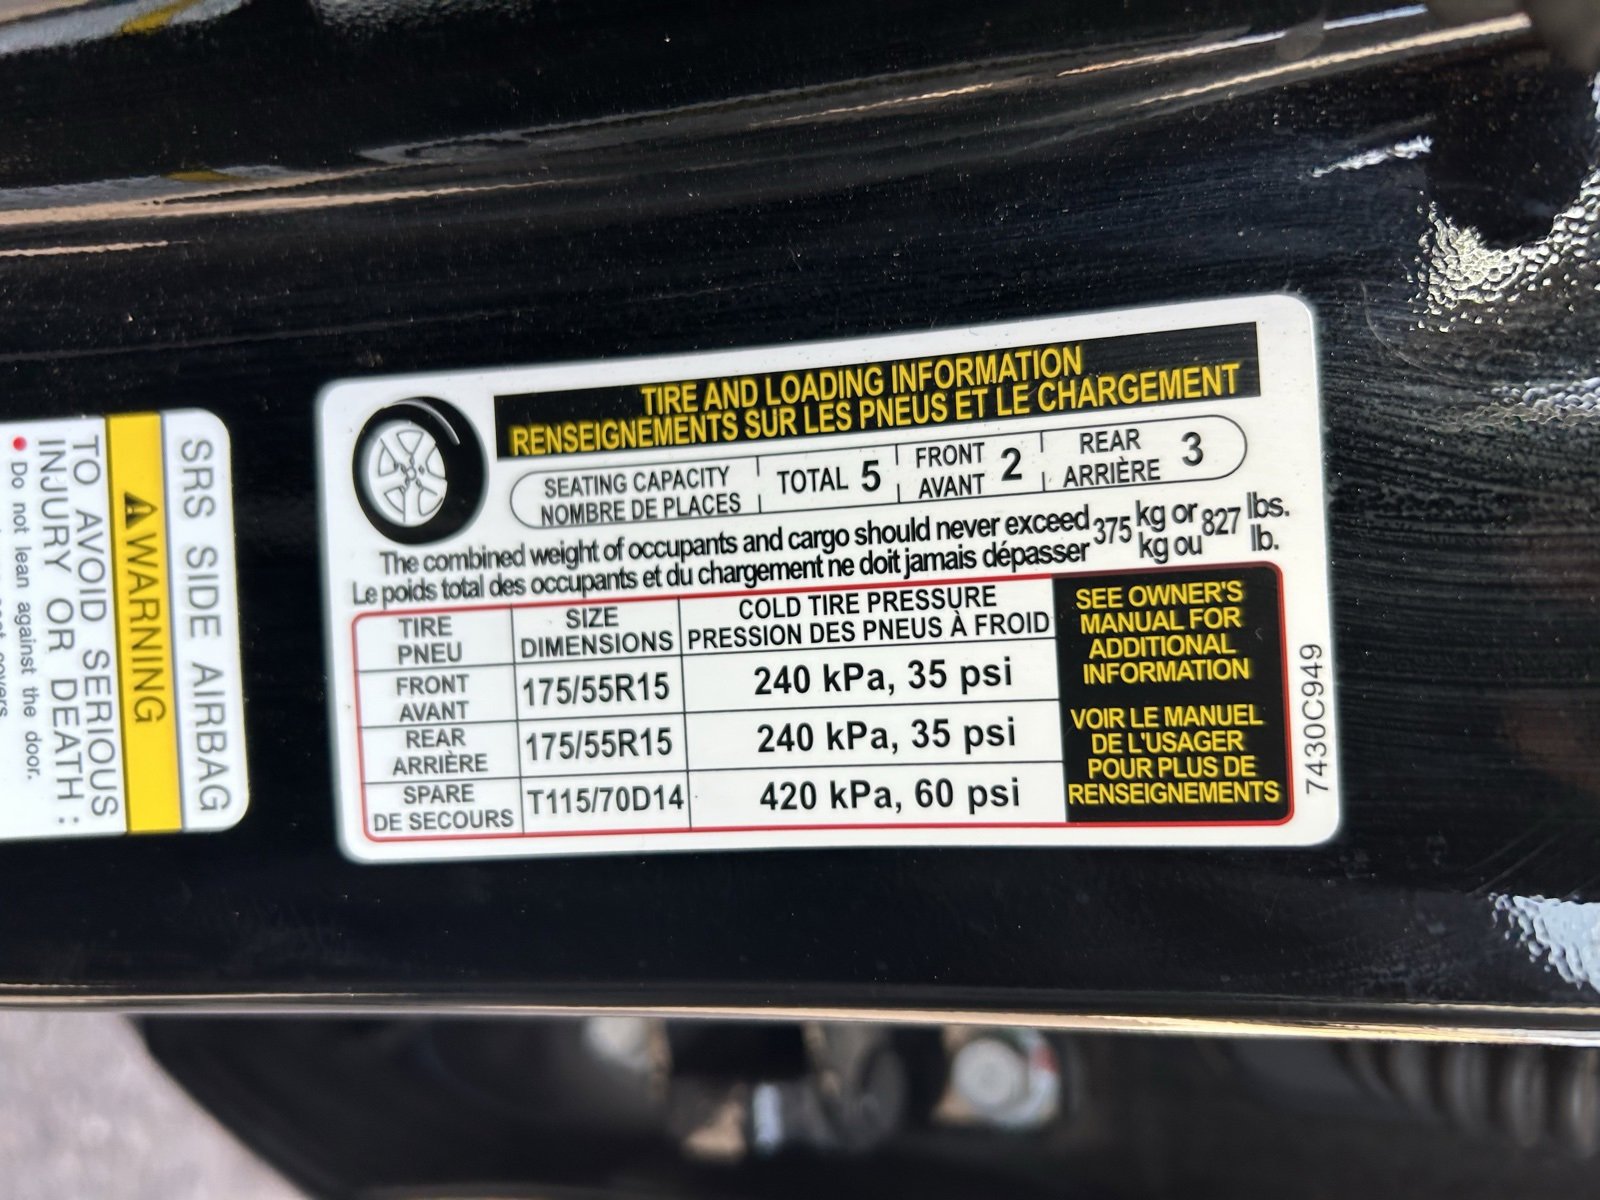 TIRE AND LOADING INFORMATION
RENSEIGNEMENTS SUR LES PNEUS ET LE CHARGEMENT
SEATING CAPACITY
NOMBRE DE PLACES
TOTAL 5
FRONT
AVANT
2
REAR
ARRIÈRE
3
The combined weight of occupants and cargo should never exceed 375 kg or 827 lbs.
Le poids total des occupants et du chargement ne doit jamais dépasser kg ou lb.
TIRE
PNEU
SIZE
DIMENSIONS
COLD TIRE PRESSURE
PRESSION DES PNEUS À FROID
FRONT
AVANT
175/55R15
240 kPa, 35 psi
REAR
ARRIÈRE
175/55R15
240 kPa, 35 psi
SPARE
DE SECOURS
T115/70D14
420 kPa, 60 psi
SEE OWNER'S
MANUAL FOR
ADDITIONAL
INFORMATION
VOIR LE MANUEL
DE L'USAGER
POUR PLUS DE
RENSEIGNEMENTS
7430C949
SRS SIDE AIRBAG
WARNING
TO AVOID SERIOUS
INJURY OR DEATH :
• Do not lean against the door.